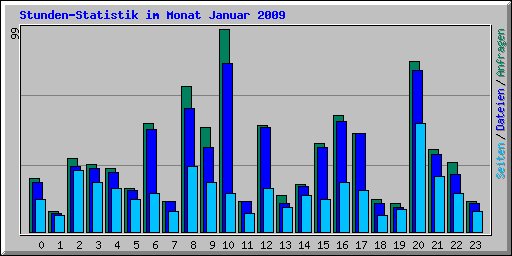 Stunden-Statistik im Monat Januar 2009
99
Seiten / Dateien / Anfragen
0 1 2 3 4 5 6 7 8 9 10 11 12 13 14 15 16 17 18 19 20 21 22 23